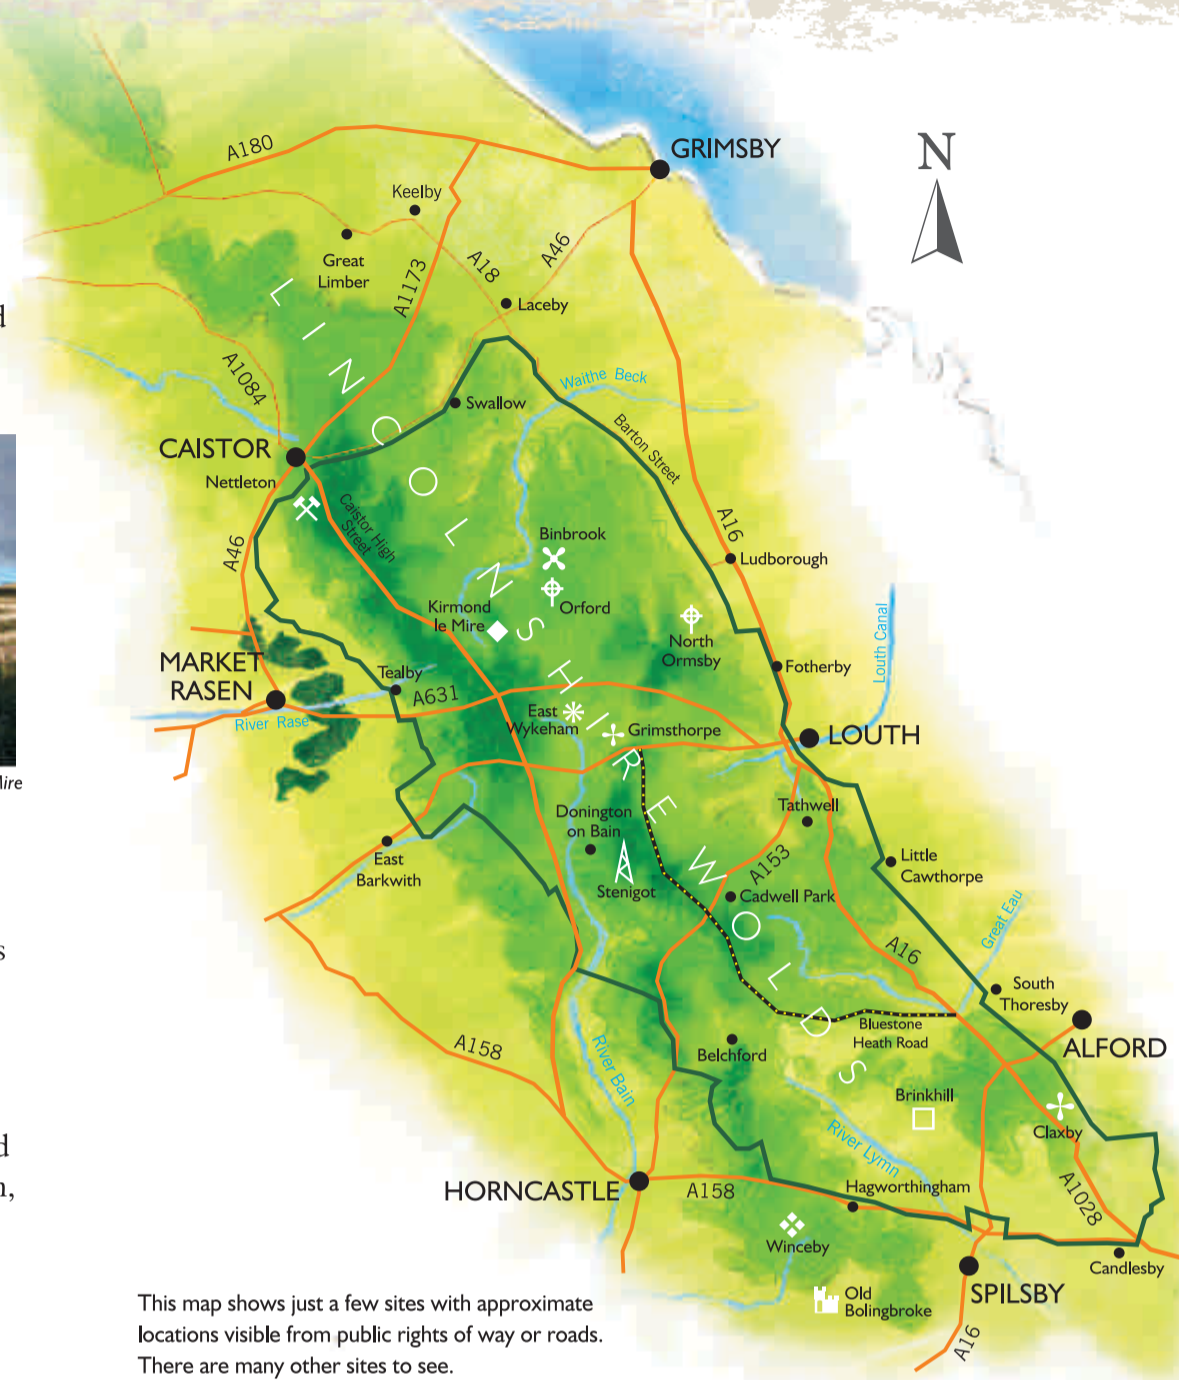 N
GRIMSBY
A180
Keelby
Great
Limber
A1173
A18
A46
Laceby
A1084
Waithe Beck
Swallow
Barton Street
CAISTOR
Nettleton
Caistor High
Street
A46
A16
Binbrook
Ludborough
Orford
Kirmond
le Mire
North
Ormsby
Louth Canal
MARKET
RASEN
Tealby
A631
Fotherby
River Rase
East
Wykeham
Grimsthorpe
LOUTH
LINCOLNSHIRE WOLDS
Donington
on Bain
Tathwell
A153
Stenigot
Cadwell Park
East
Barkwith
Little
Cawthorpe
Great Eau
A16
South
Thoresby
ALFORD
Bluestone
Heath Road
A158
River Bain
Belchford
Brinkhill
Claxby
River Lymn
HORNCASTLE
A158
Hagworthingham
A1028
Winceby
Candlesby
SPILSBY
Old
Bolingbroke
A16
This map shows just a few sites with approximate
locations visible from public rights of way or roads.
There are many other sites to see.